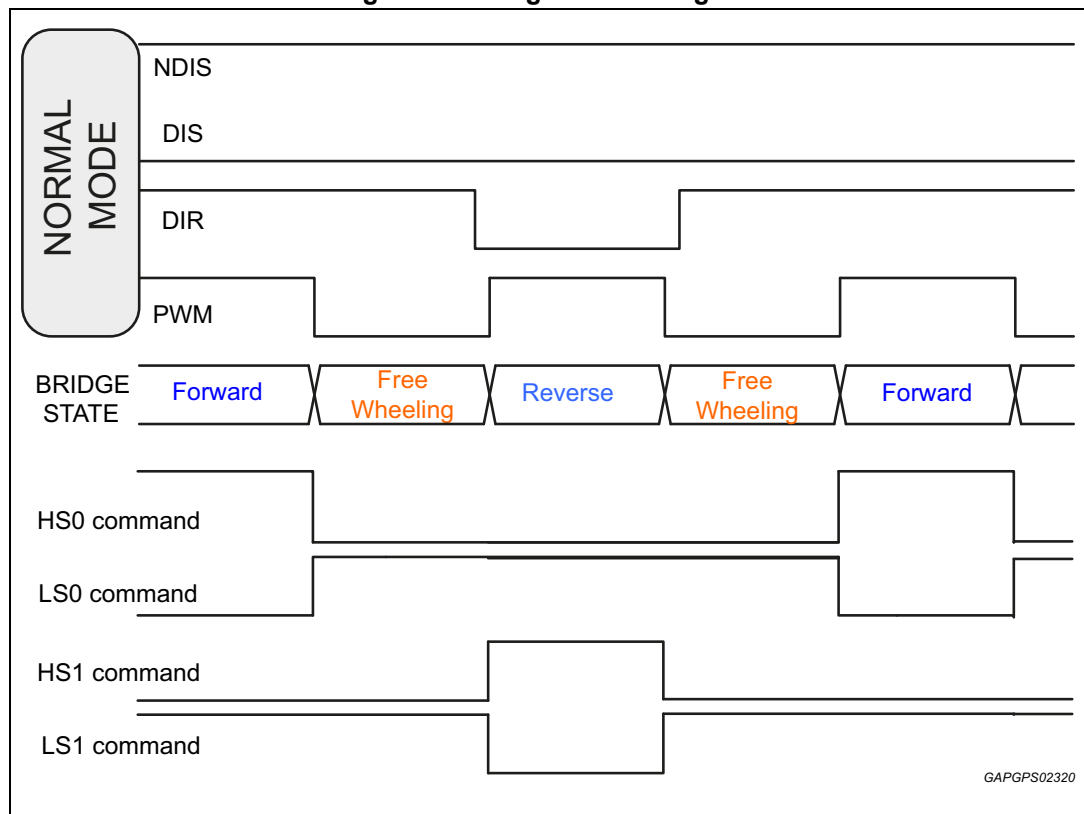 NORMAL
MODE
NDIS
DIS
DIR
PWM
BRIDGE
STATE
Forward
Free
Wheeling
Reverse
Free
Wheeling
Forward
HS0 command
LS0 command
HS1 command
LS1 command
GAPGPS02320